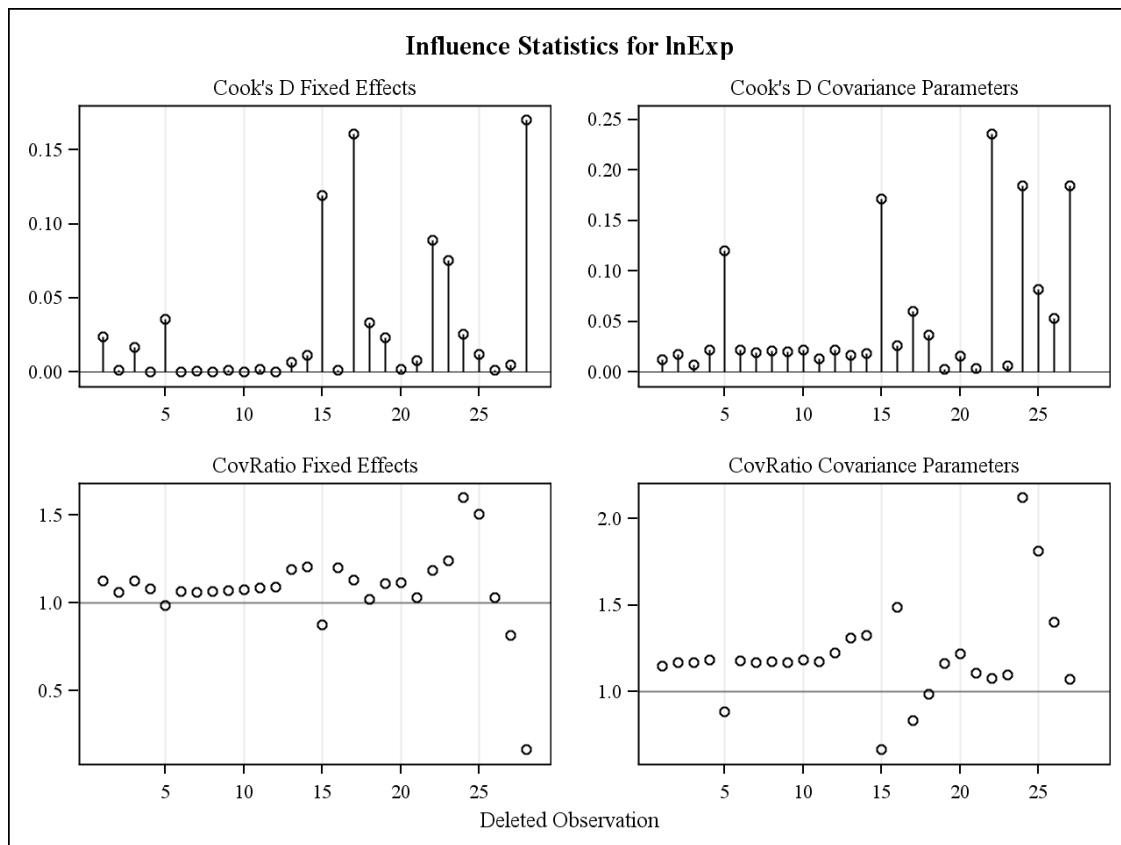 Influence Statistics for lnExp
Cook's D Fixed Effects
0.15
0.10
0.05
0.00
5 10 15 20 25
Cook's D Covariance Parameters
0.25
0.20
0.15
0.10
0.05
0.00
5 10 15 20 25
CovRatio Fixed Effects
1.5
1.0
0.5
5 10 15 20 25
CovRatio Covariance Parameters
2.0
1.5
1.0
5 10 15 20 25
Deleted Observation